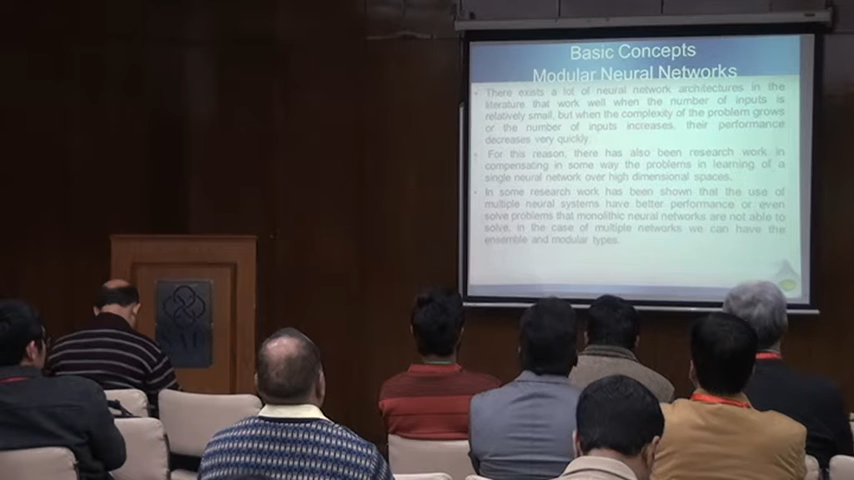 Basic Concepts
Modular Neural Networks
• There exists a lot of neural network architectures in the
literature that work well when the number of inputs is
relatively small, but when the complexity of the problem grows
or the number of inputs increases, their performance
decreases very quickly.
• For this reason, there has also been research work in
compensating in some way the problems in learning of a
single neural network over high dimensional spaces.
• In some research work has been shown that the use of
multiple neural systems have better performance or even
solve problems that monolithic neural networks are not able to
solve, in the case of multiple networks we can have the
ensemble and modular types.